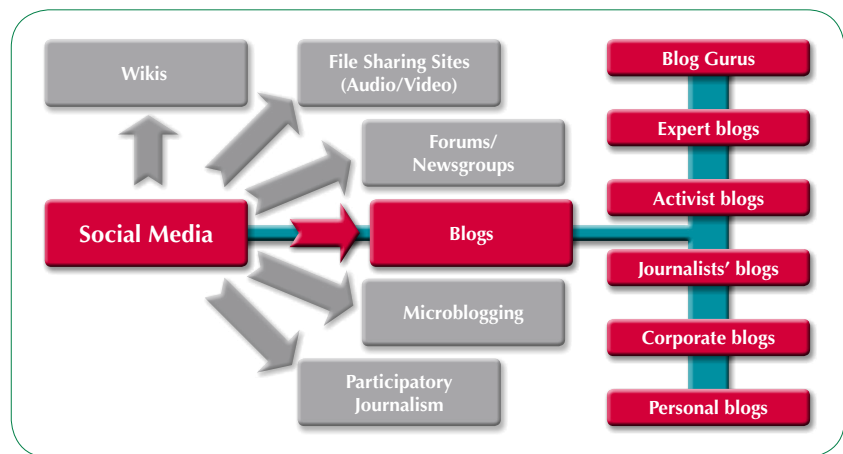 Wikis
File Sharing Sites
(Audio/Video)
Forums/
Newsgroups
Social Media
Blogs
Microblogging
Participatory
Journalism
Blog Gurus
Expert blogs
Activist blogs
Journalists’ blogs
Corporate blogs
Personal blogs